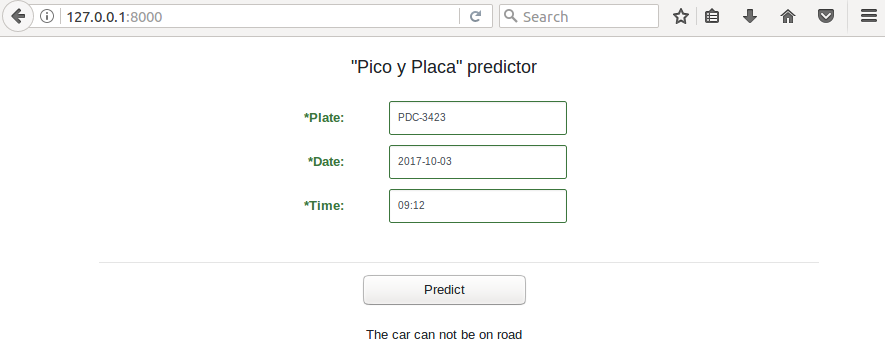 127.0.0.1:8000
Search
"Pico y Placa" predictor
*Plate: PDC-3423
*Date: 2017-10-03
*Time: 09:12
Predict
The car can not be on road